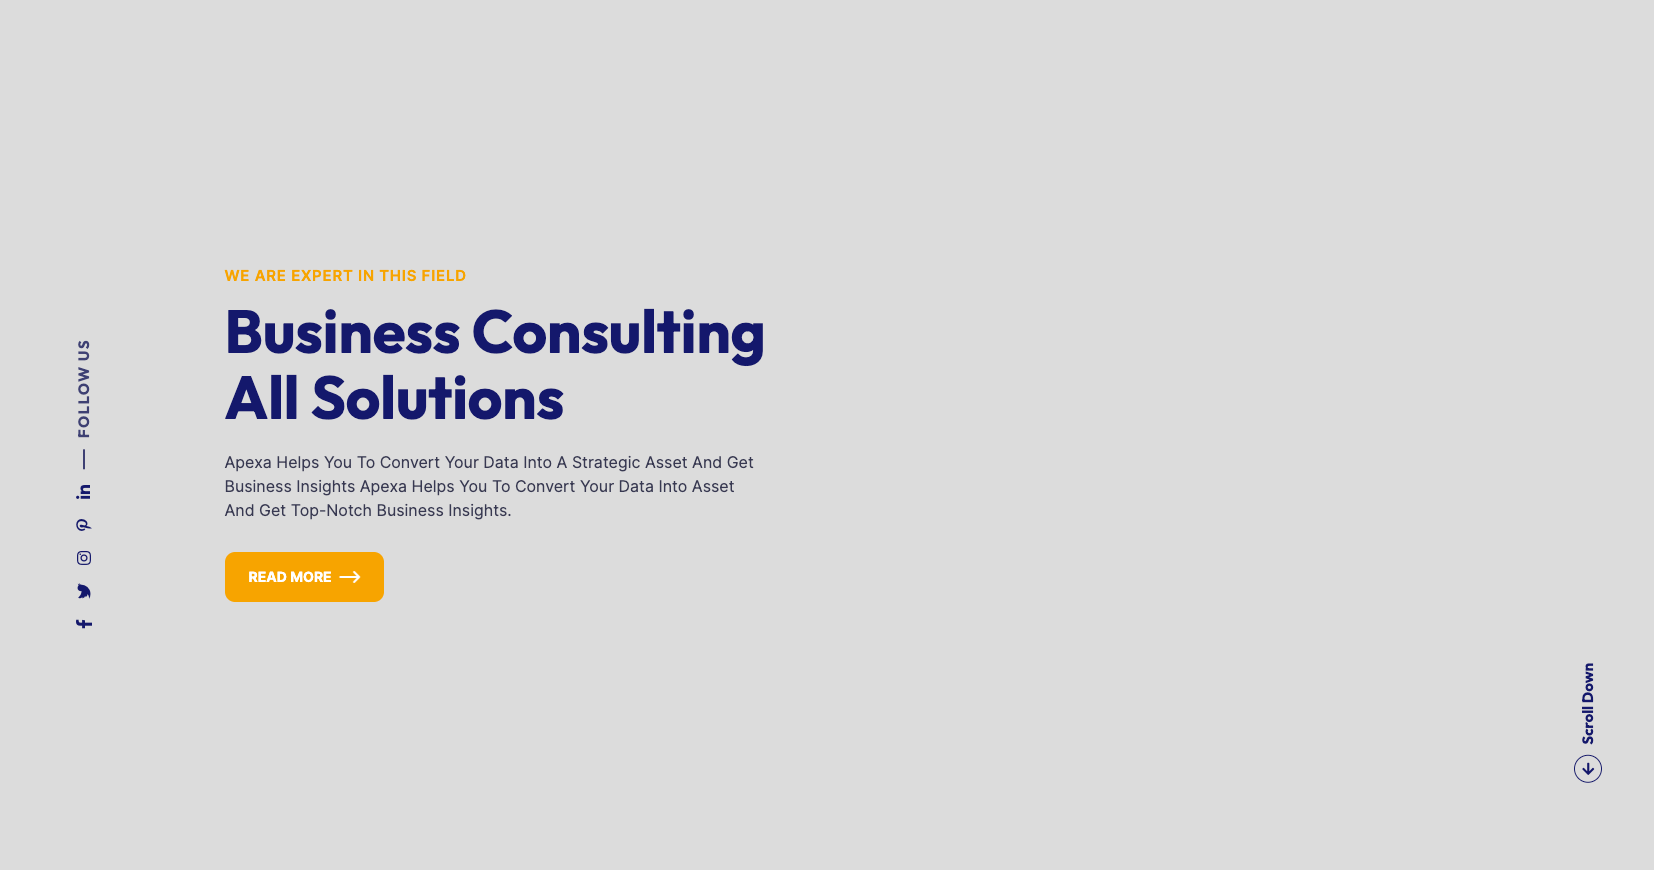 WE ARE EXPERT IN THIS FIELD
Business Consulting
All Solutions
Apexa Helps You To Convert Your Data Into A Strategic Asset And Get
Business Insights Apexa Helps You To Convert Your Data Into Asset
And Get Top-Notch Business Insights.
READ MORE
FOLLOW US
Scroll Down